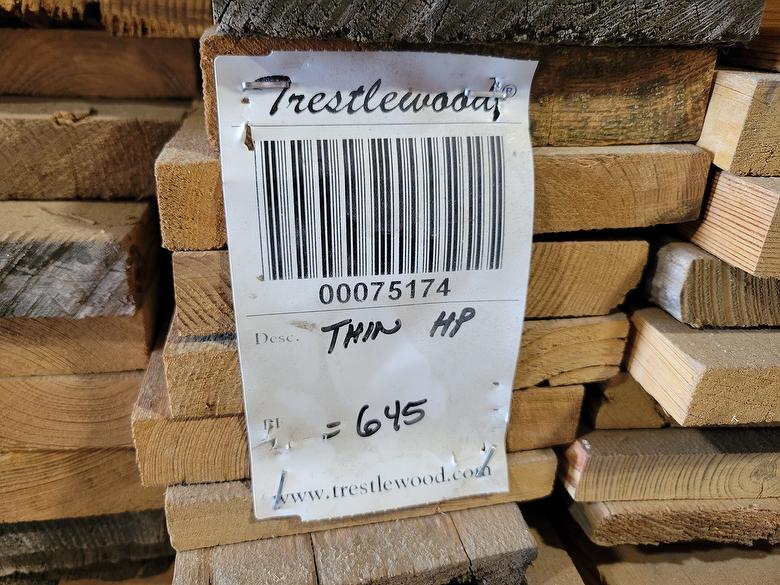 Trestlewood®
00075174
Desc. THIN HP
BF = 645
www.trestlewood.com